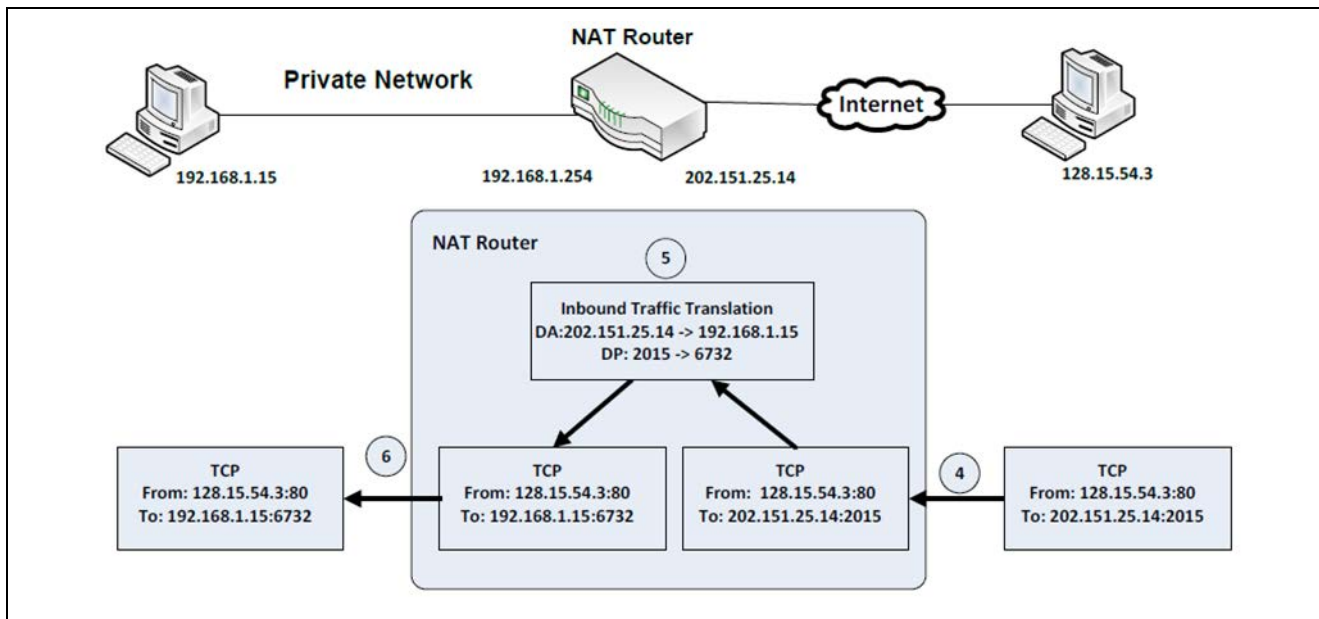 NAT Router
Private Network
Internet
192.168.1.15
192.168.1.254
202.151.25.14
128.15.54.3
NAT Router
5
Inbound Traffic Translation
DA:202.151.25.14 -> 192.168.1.15
DP: 2015 -> 6732
6
4
TCP
From: 128.15.54.3:80
To: 192.168.1.15:6732
TCP
From: 128.15.54.3:80
To: 192.168.1.15:6732
TCP
From: 128.15.54.3:80
To: 202.151.25.14:2015
TCP
From: 128.15.54.3:80
To: 202.151.25.14:2015